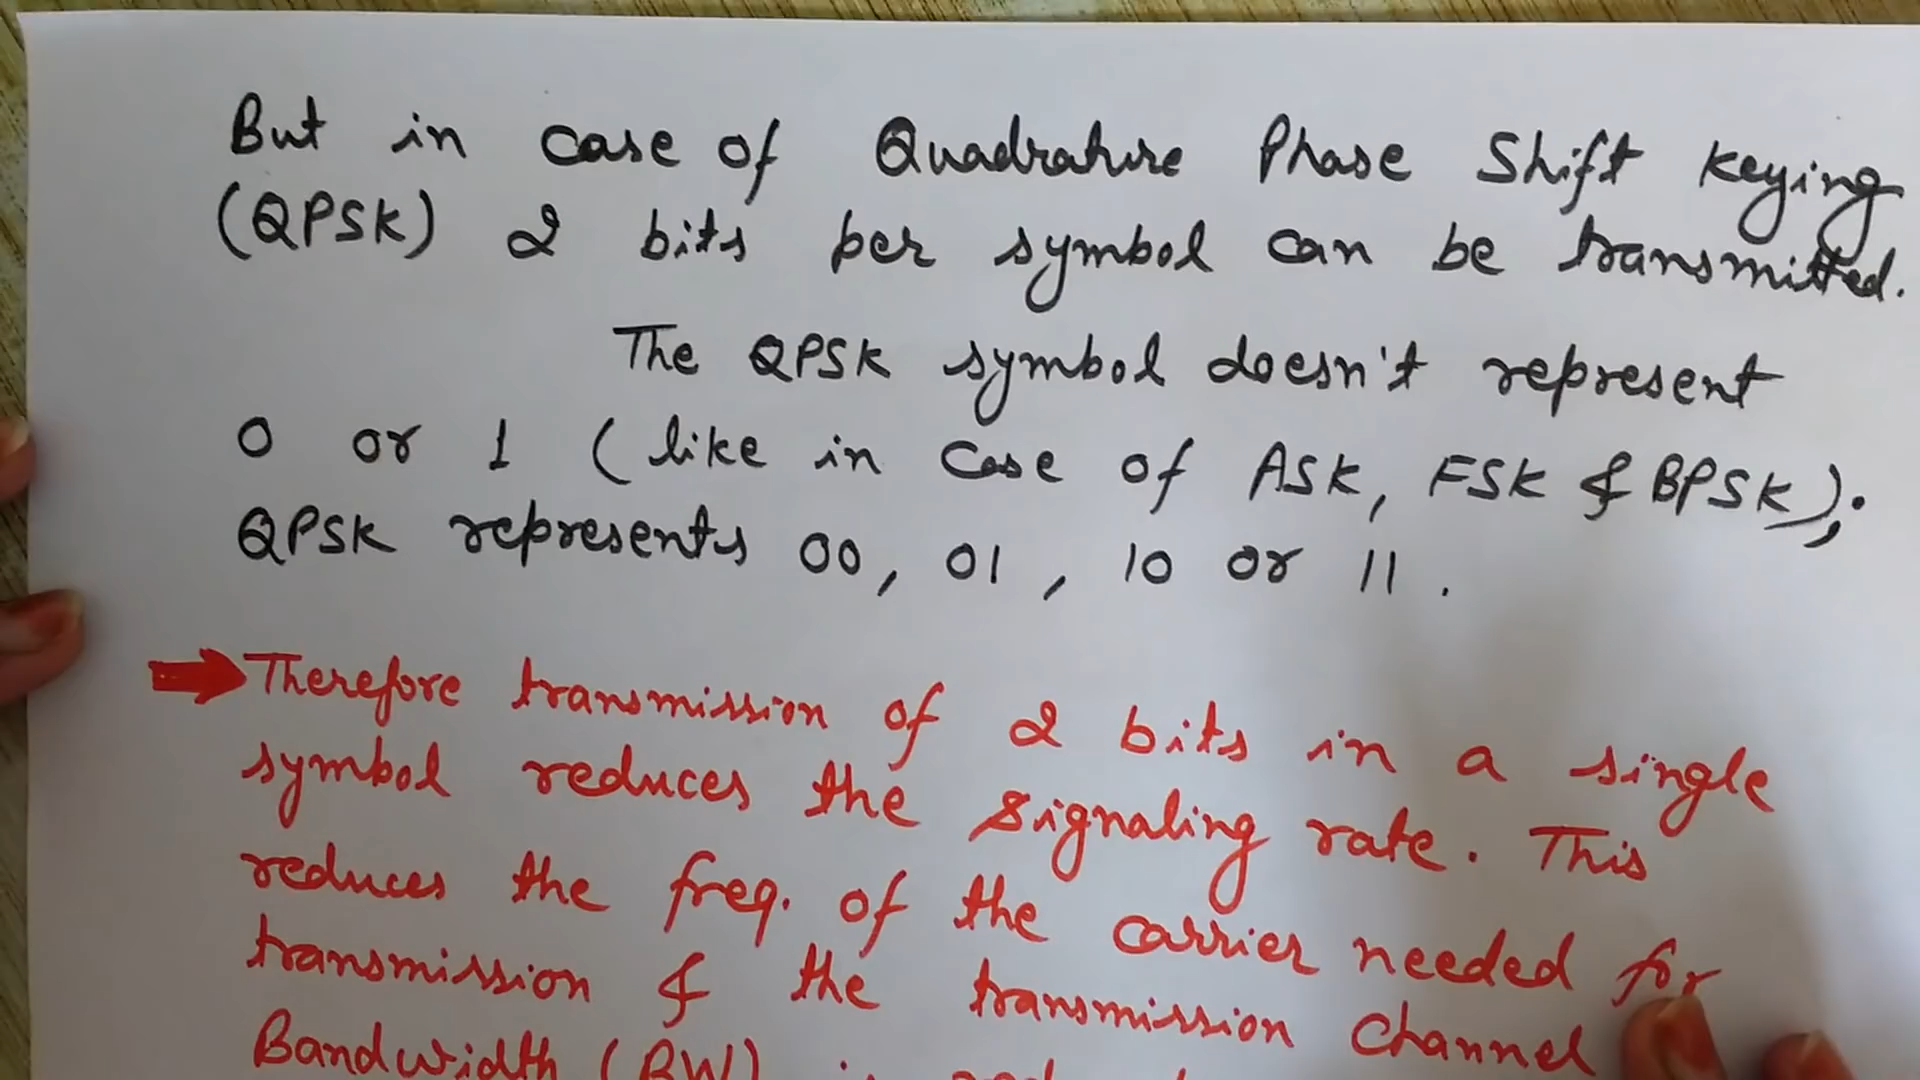 But in case of Quadrature Phase Shift Keying
(QPSK) 2 bits per symbol can be transmitted.
The QPSK symbol doesn't represent
0 or 1 (like in case of ASK, FSK & BPSK);
QPSK represents 00, 01, 10 or 11.
Therefore transmission of 2 bits in a single
symbol reduces the signaling rate. This
reduces the freq. of the carrier needed for
transmission & the transmission channel
Bandwidth (BW) is